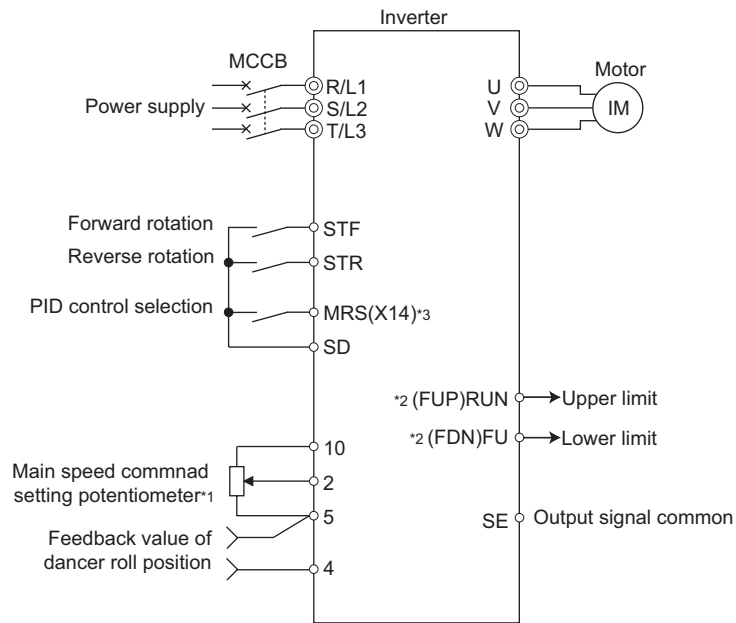 Inverter
MCCB
Power supply
R/L1
S/L2
T/L3
U
V
W
Motor
IM
Forward rotation
STF
Reverse rotation
STR
PID control selection
MRS(X14)*3
SD
*2 (FUP)RUN
Upper limit
*2 (FDN)FU
Lower limit
10
Main speed commnad
setting potentiometer*1
2
5
SE
Output signal common
Feedback value of
dancer roll position
4